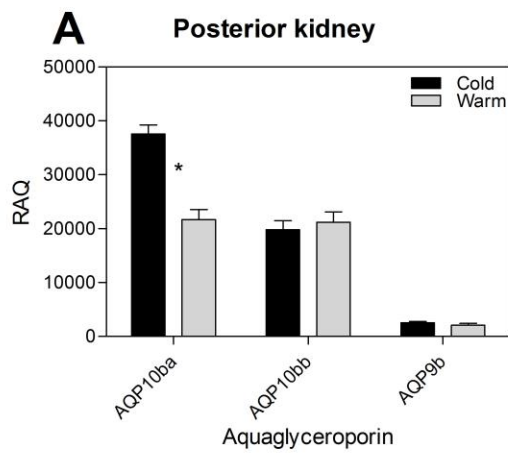 A Posterior kidney
50000
40000
30000
20000
10000
0
RAQ
Cold
Warm
*
AQP10ba
AQP10bb
AQP9b
Aquaglyceroporin